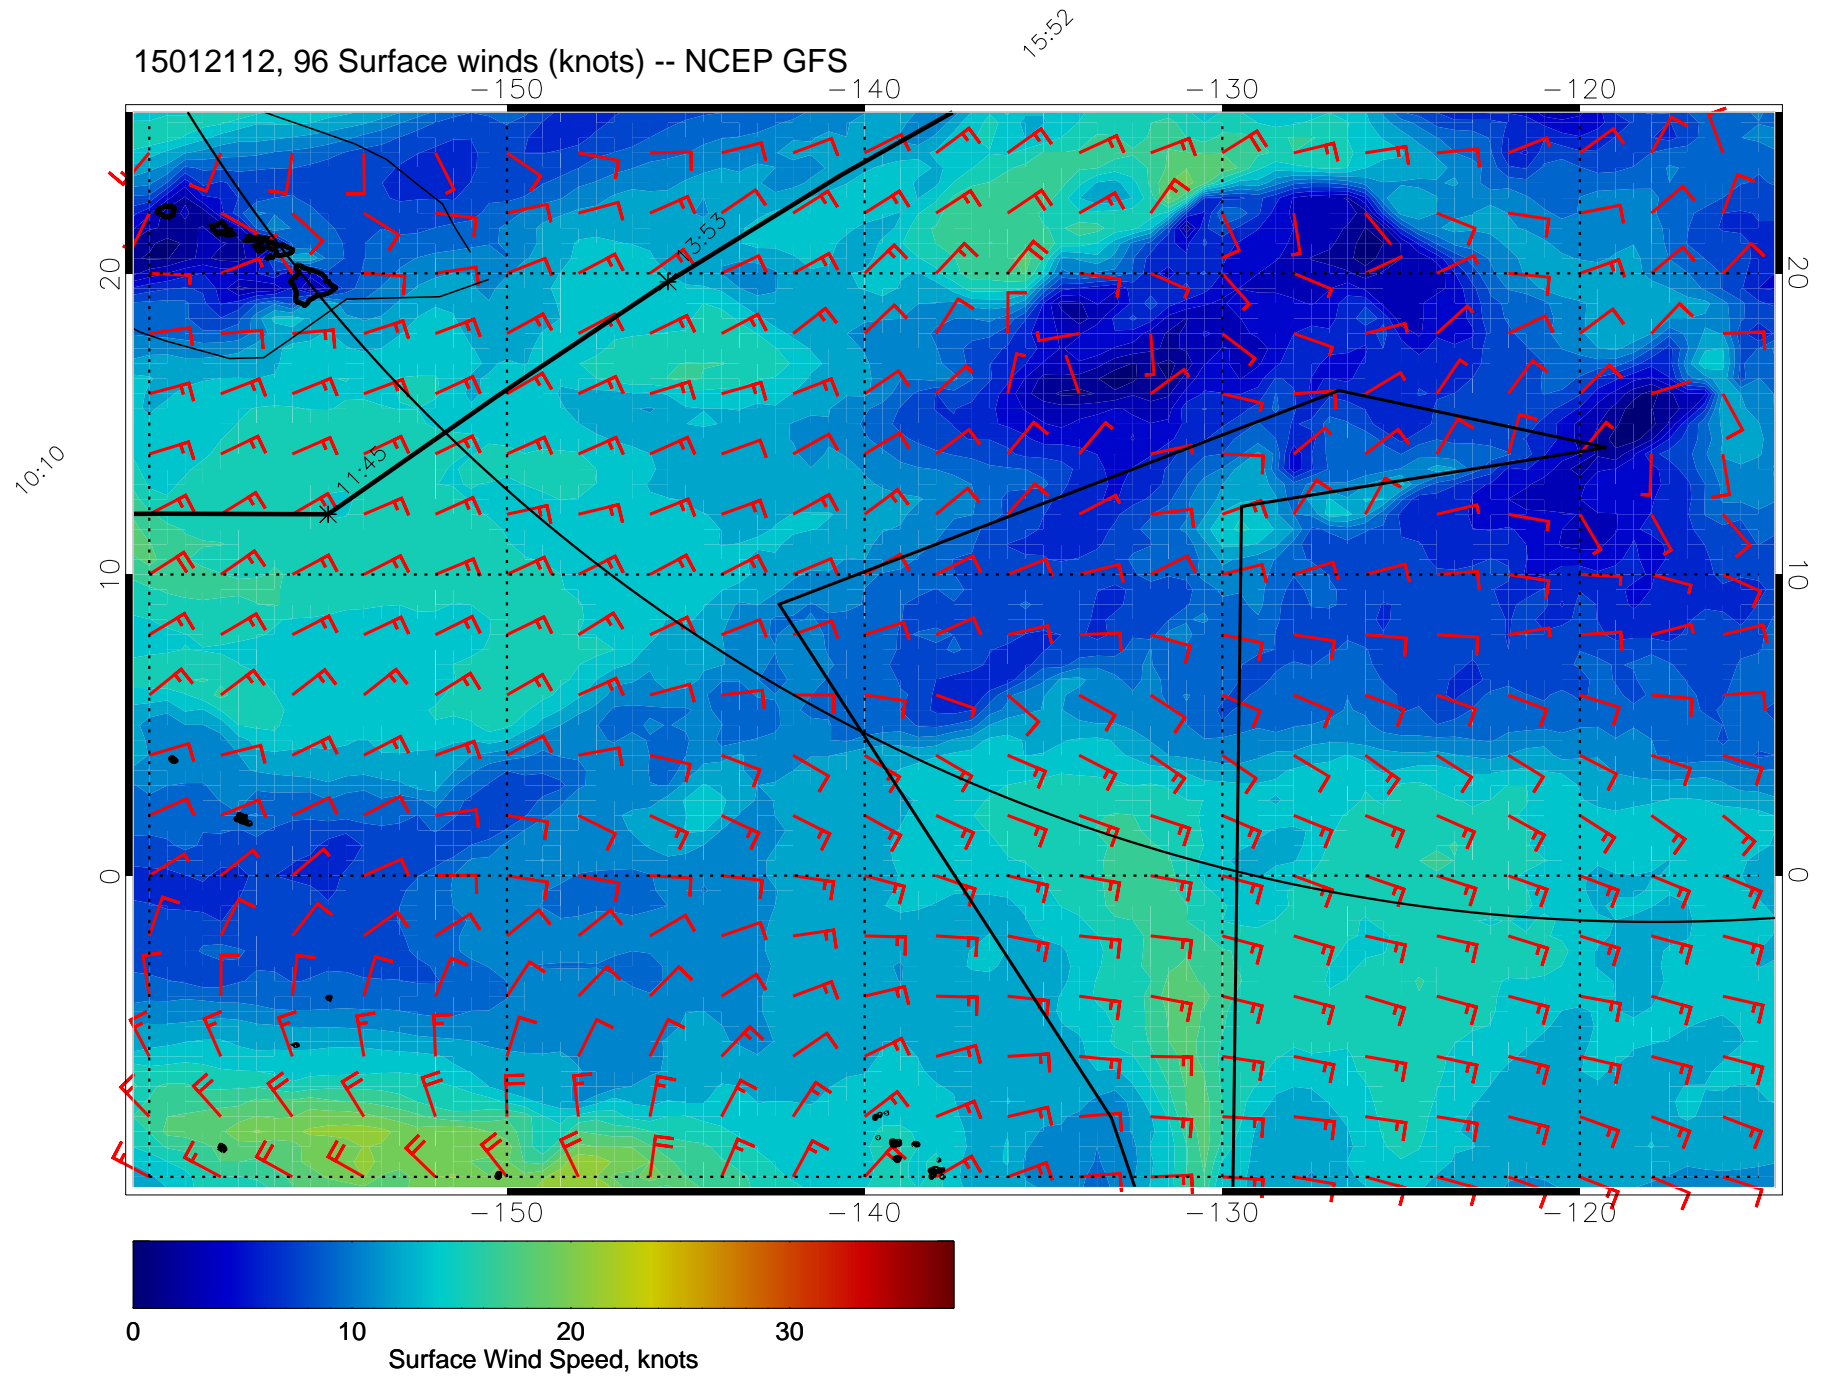 15:52
15012112, 96 Surface winds (knots) -- NCEP GFS
-150 -140 -130 -120
13:53
20 20
11:45
10:10
10 10
0 0
-150 -140 -130 -120
0 10 20 30
Surface Wind Speed, knots